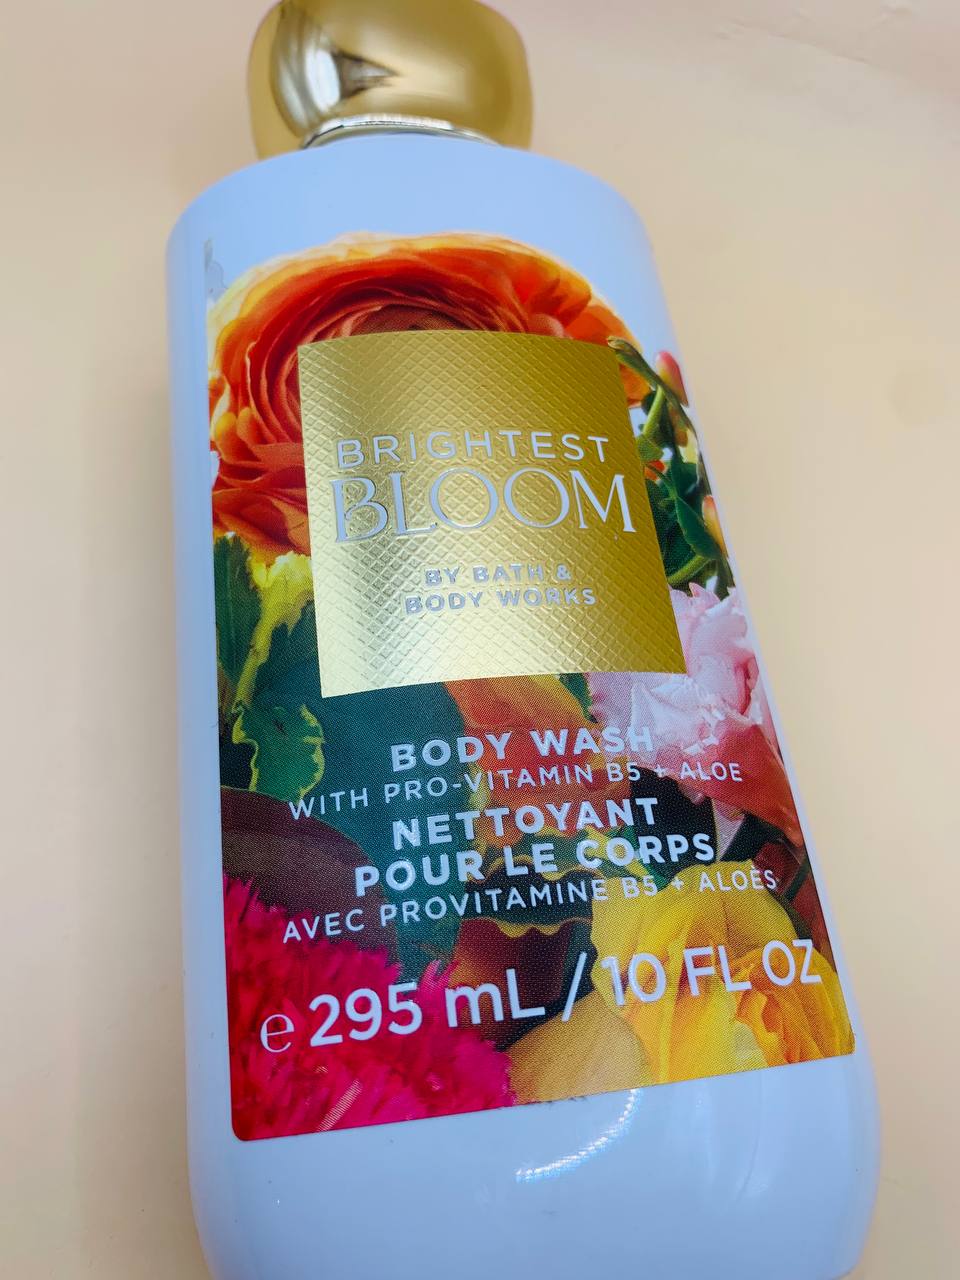 BRIGHTEST
BLOOM
BY BATH &
BODY WORKS
BODY WASH
WITH PRO-VITAMIN B5 + ALOE
NETTOYANT
POUR LE CORPS
AVEC PROVITAMINE B5 + ALOÈS
℮ 295 mL / 10 FL OZ